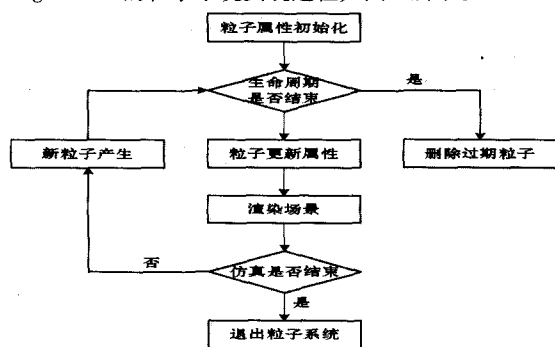 粒子属性初始化
生命周期
是否结束
是
新粒子产生
粒子更新属性
删除过期粒子
渲染场景
否
仿真是否结束
是
退出粒子系统